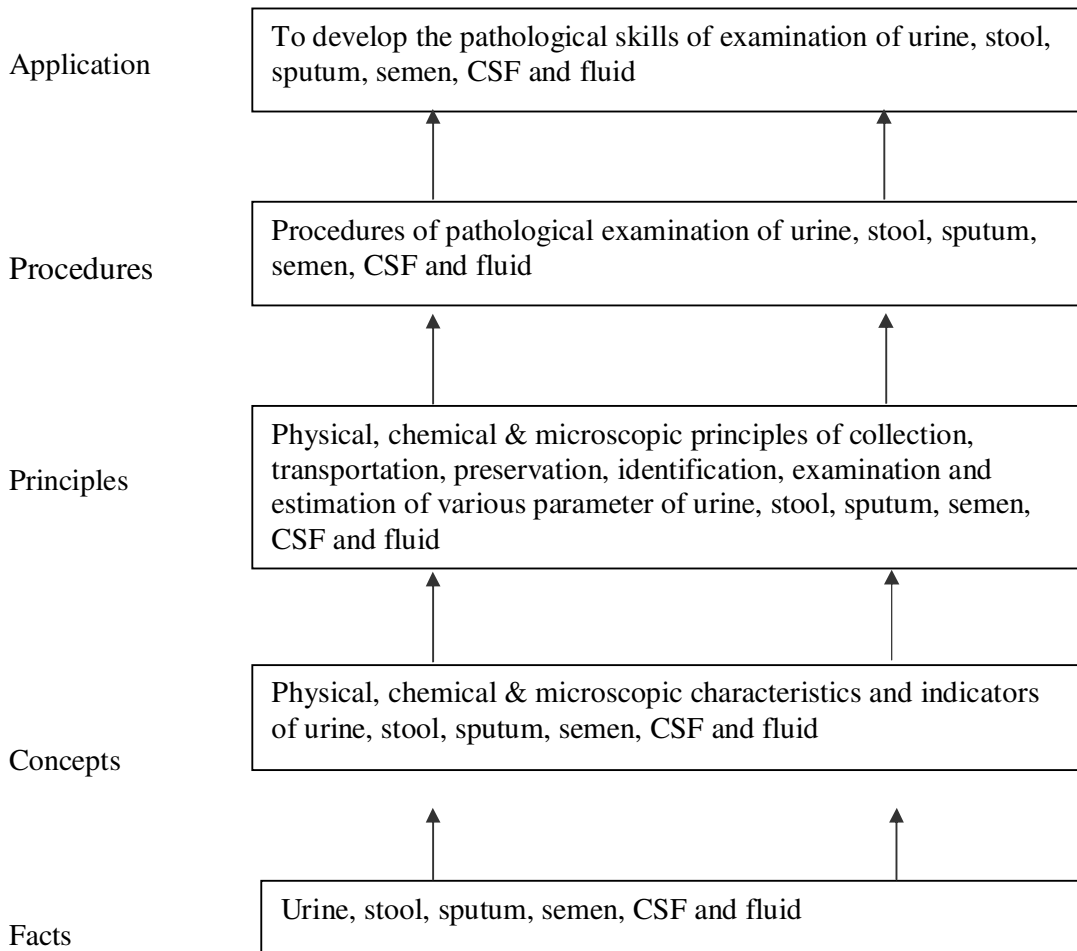 Application
To develop the pathological skills of examination of urine, stool,
sputum, semen, CSF and fluid
Procedures
Procedures of pathological examination of urine, stool, sputum,
semen, CSF and fluid
Principles
Physical, chemical & microscopic principles of collection,
transportation, preservation, identification, examination and
estimation of various parameter of urine, stool, sputum, semen,
CSF and fluid
Concepts
Physical, chemical & microscopic characteristics and indicators
of urine, stool, sputum, semen, CSF and fluid
Facts
Urine, stool, sputum, semen, CSF and fluid